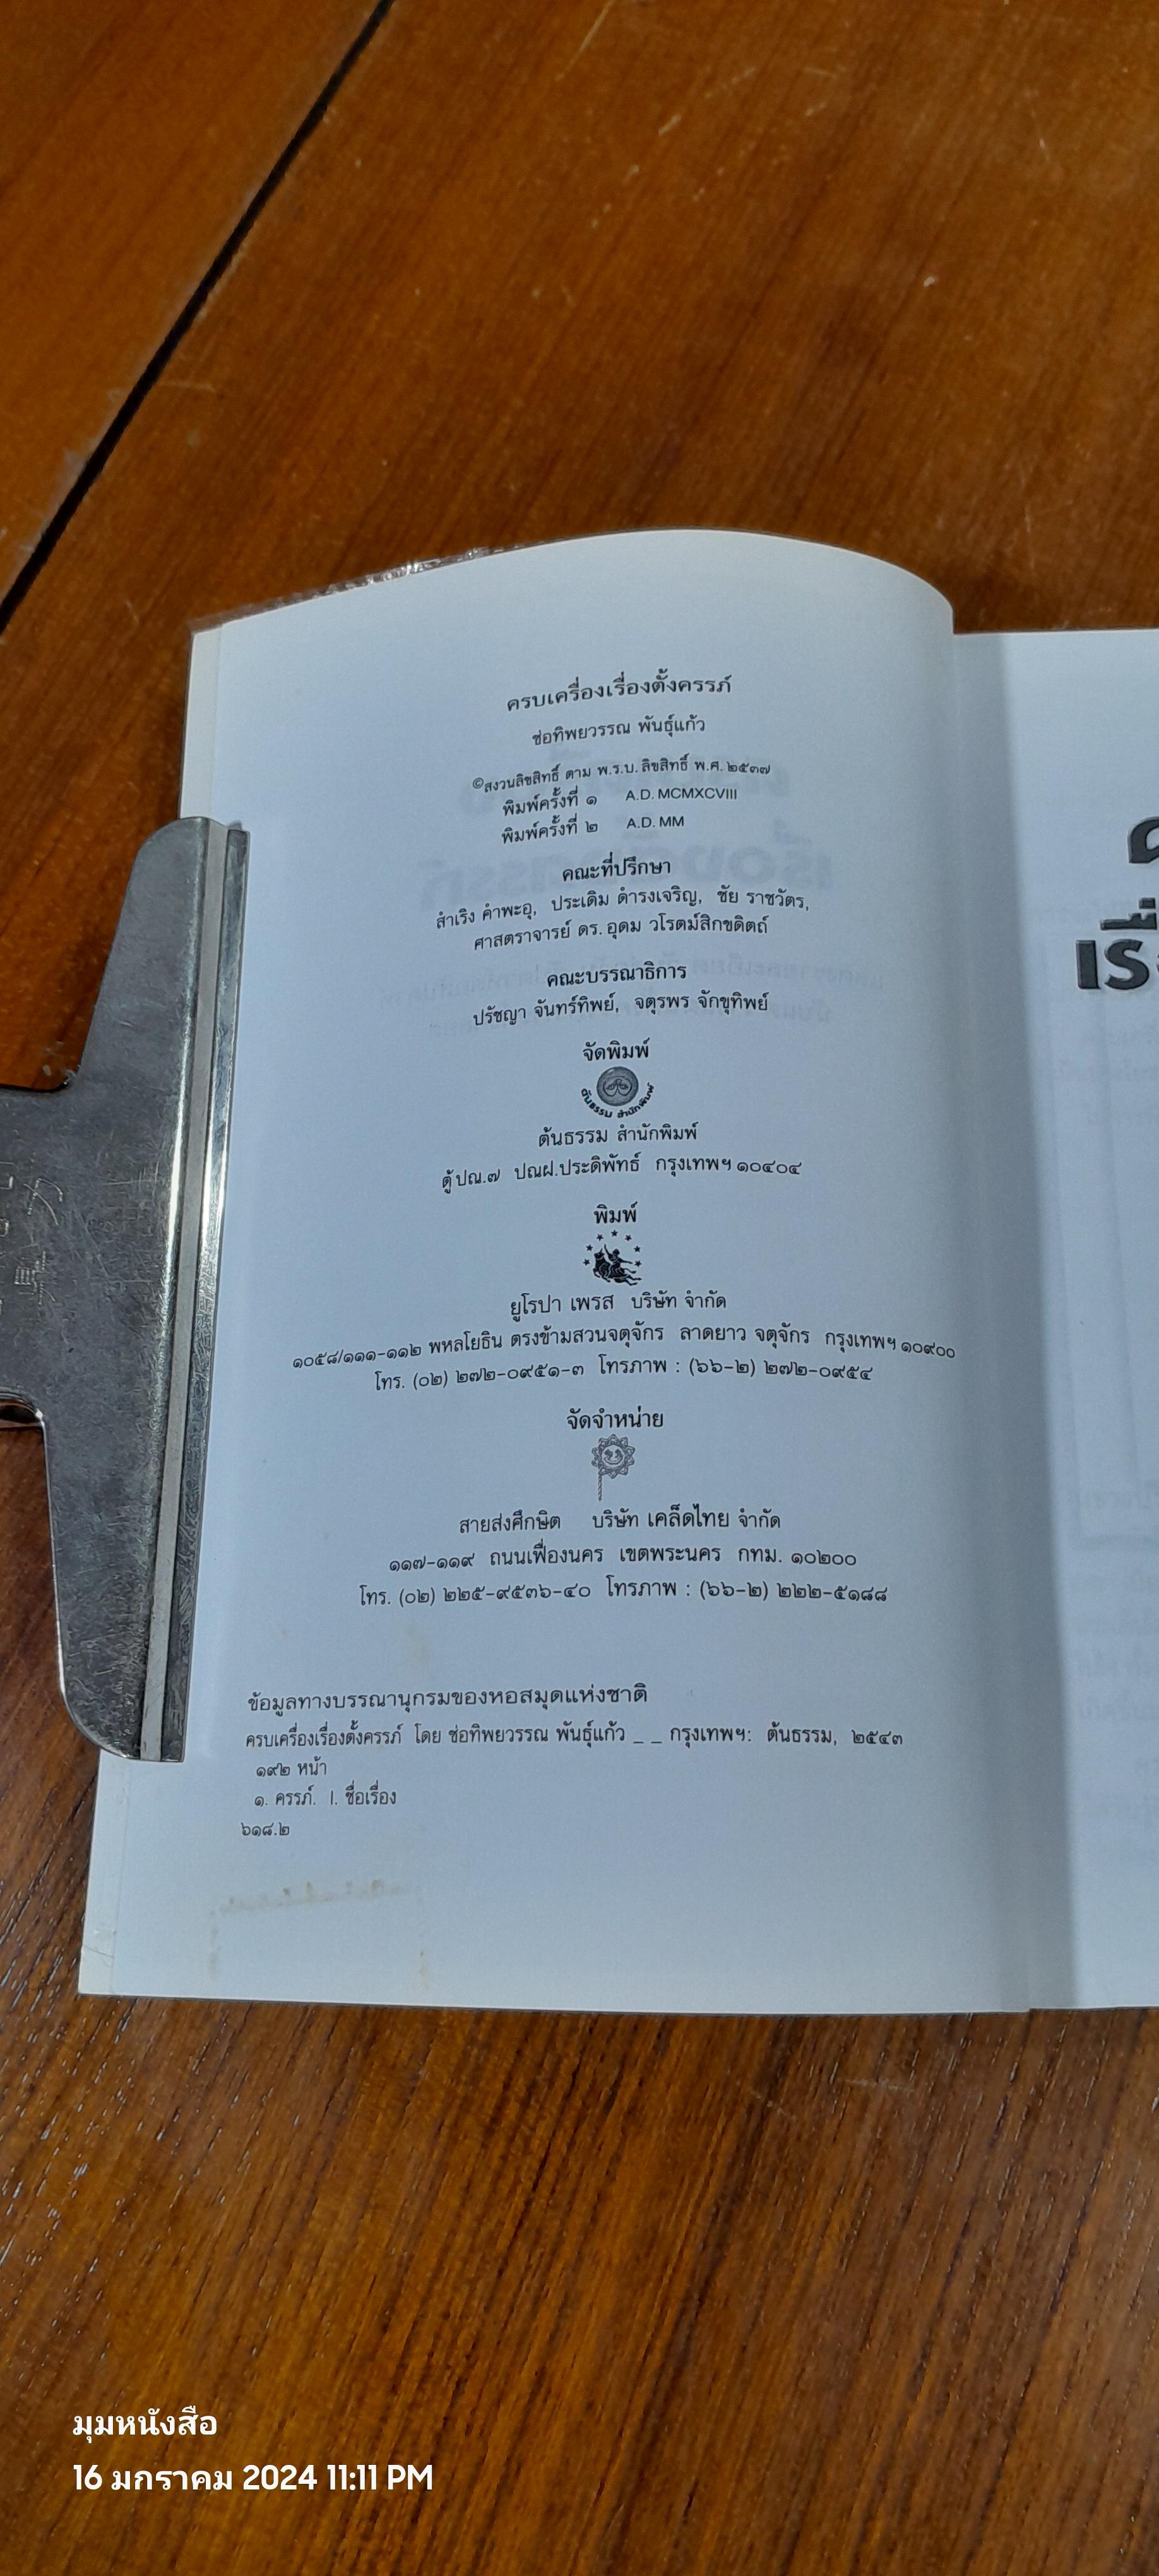 ครบเครื่องเรื่องตั้งครรภ์
ช่อทิพยวรรณ พันธุ์แก้ว
©สงวนลิขสิทธิ์ ตาม พ.ร.บ. ลิขสิทธิ์ พ.ศ. ๒๕๓๗
พิมพ์ครั้งที่ ๑ A.D. MCMXCVIII
พิมพ์ครั้งที่ ๒ A.D. MM
คณะที่ปรึกษา
สำเริง คำพะอุ, ประเดิม ดำรงเจริญ, ชัย ราชวัตร,
ศาสตราจารย์ ดร. อุดม วโรตม์สิกขดิตถ์
คณะบรรณาธิการ
ปรัชญา จันทร์ทิพย์, จตุรพร จักขุทิพย์
จัดพิมพ์
ต้นธรรม สำนักพิมพ์
ต้นธรรม สำนักพิมพ์
ตู้ ปณ.๗ ปณฝ.ประดิพัทธ์ กรุงเทพฯ ๑๐๔๐๔
พิมพ์
ยูโรปา เพรส บริษัท จำกัด
๑๐๕๘/๑๑๑-๑๑๒ พหลโยธิน ตรงข้ามสวนจตุจักร ลาดยาว จตุจักร กรุงเทพฯ ๑๐๙๐๐
โทร. (๐๒) ๒๗๒-๐๙๕๑-๓ โทรภาพ : (๖๖-๒) ๒๗๒-๐๙๕๔
จัดจำหน่าย
สายส่งศึกษิต บริษัท เคล็ดไทย จำกัด
๑๑๗-๑๑๙ ถนนเฟื่องนคร เขตพระนคร กทม. ๑๐๒๐๐
โทร. (๐๒) ๒๒๕-๙๕๓๖-๔๐ โทรภาพ : (๖๖-๒) ๒๒๒-๕๑๘๘
ข้อมูลทางบรรณานุกรมของหอสมุดแห่งชาติ
ครบเครื่องเรื่องตั้งครรภ์ โดย ช่อทิพยวรรณ พันธุ์แก้ว _ _ กรุงเทพฯ: ต้นธรรม, ๒๕๔๓
๑๙๒ หน้า
๑. ครรภ์. I. ชื่อเรื่อง
๖๑๘.๒
มุมหนังสือ
16 มกราคม 2024 11:11 PM